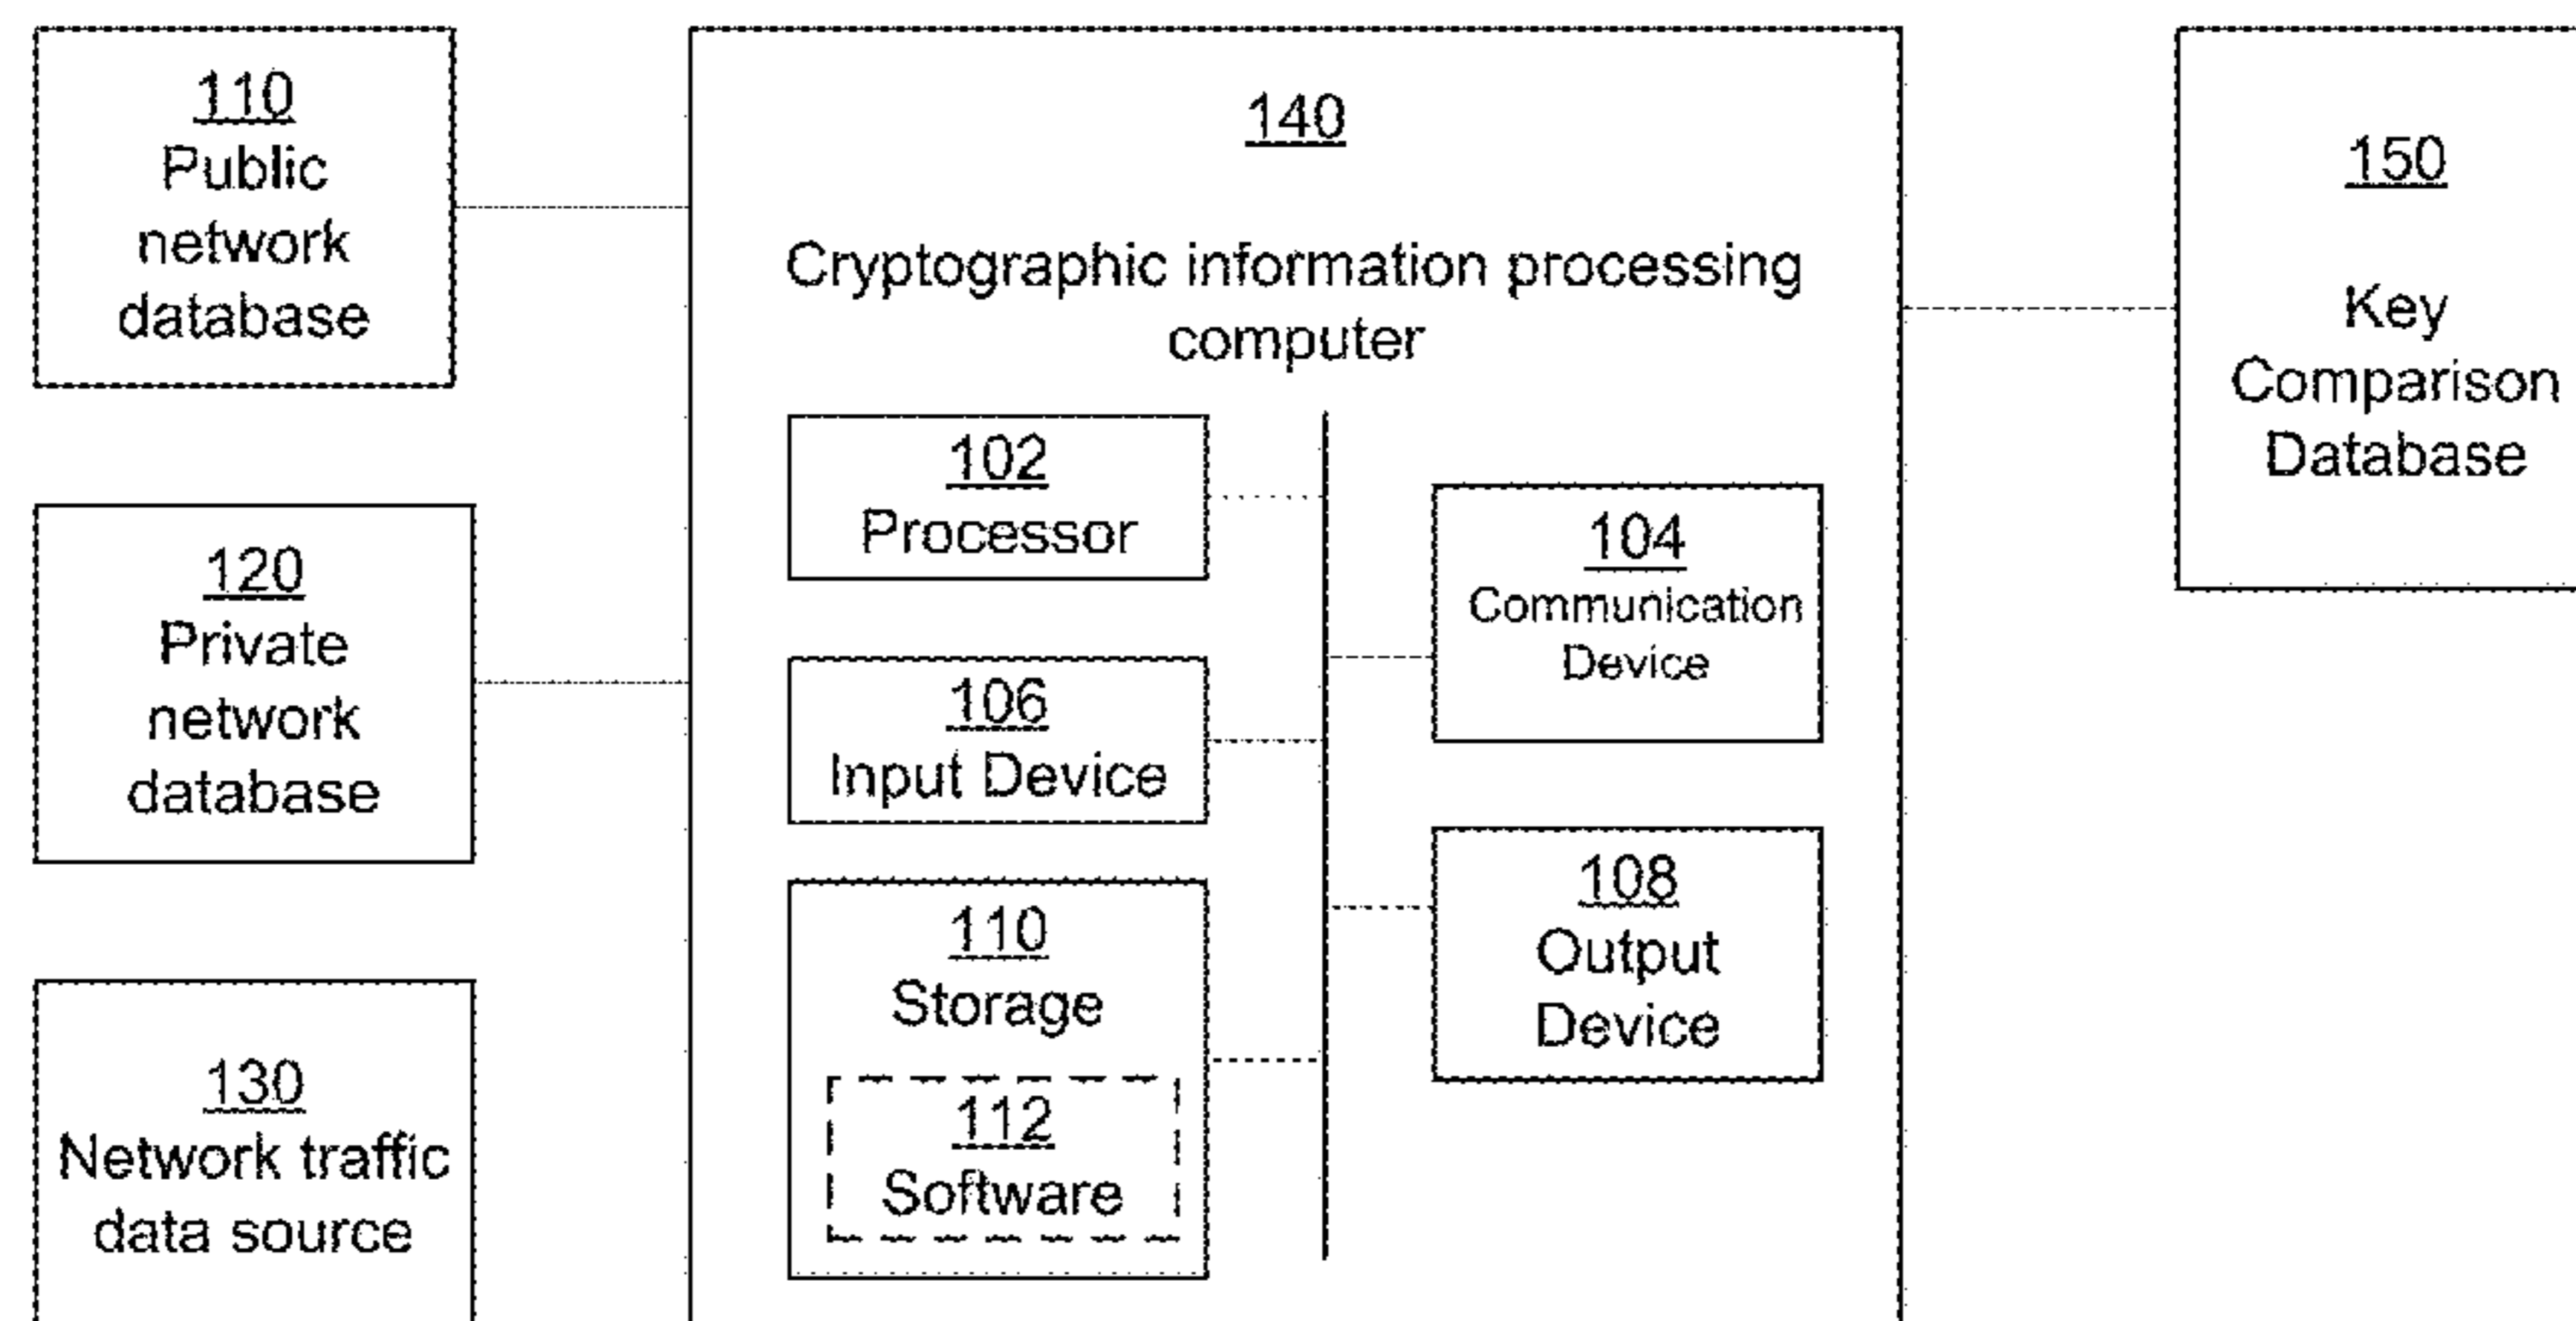 110
Public
network
database
120
Private
network
database
130
Network traffic
data source
140
Cryptographic information processing
computer
102
Processor
106
Input Device
110
Storage
112
Software
104
Communication
Device
108
Output
Device
150
Key
Comparison
Database